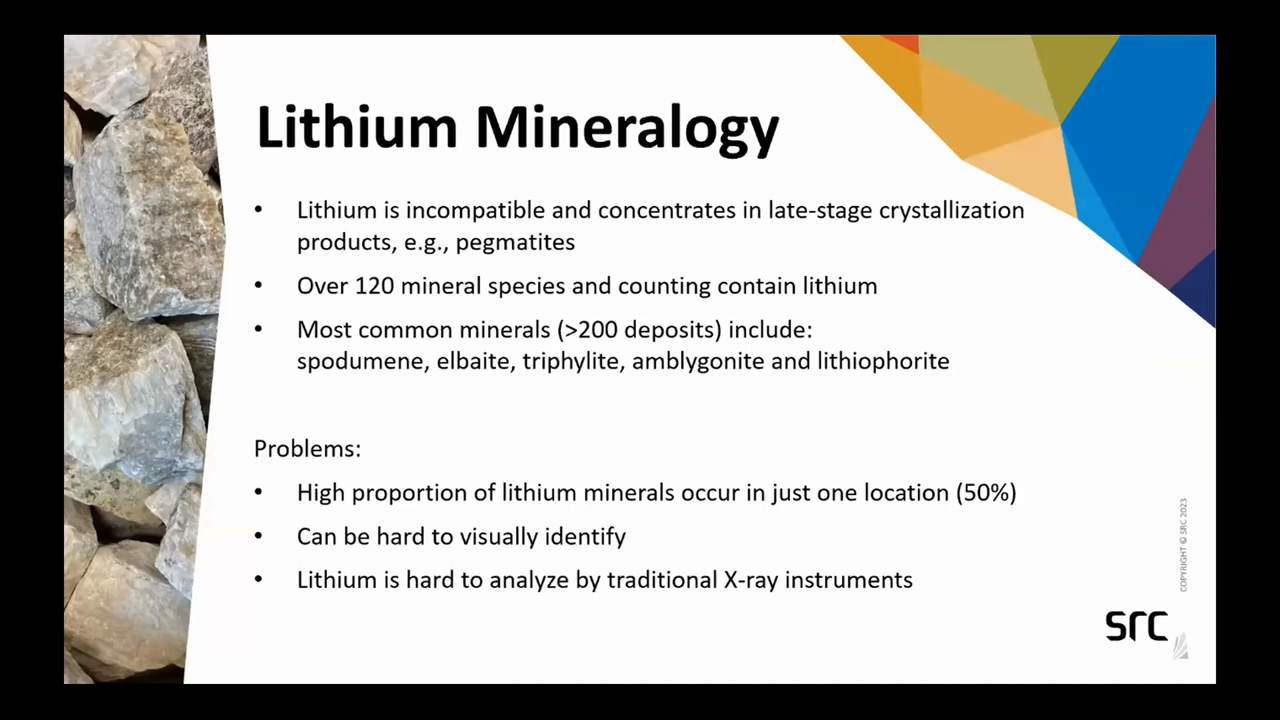 Lithium Mineralogy
• Lithium is incompatible and concentrates in late-stage crystallization
products, e.g., pegmatites
• Over 120 mineral species and counting contain lithium
• Most common minerals (>200 deposits) include:
spodumene, elbaite, triphylite, amblygonite and lithiophorite
Problems:
• High proportion of lithium minerals occur in just one location (50%)
• Can be hard to visually identify
• Lithium is hard to analyze by traditional X-ray instruments
COPYRIGHT © SRC 2023
src